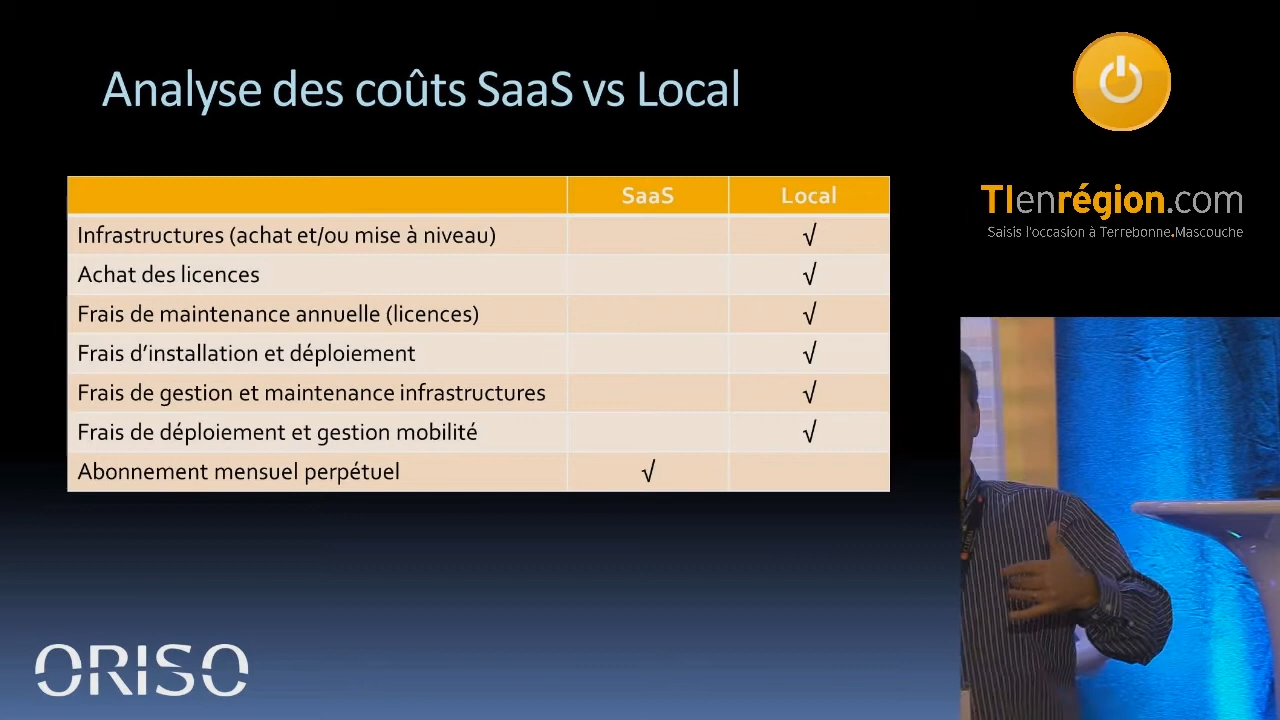 Analyse des coûts SaaS vs Local
TIenrégion.com
Saisis l'occasion à Terrebonne.Mascouche
SaaS Local
Infrastructures (achat et/ou mise à niveau) √
Achat des licences √
Frais de maintenance annuelle (licences) √
Frais d’installation et déploiement √
Frais de gestion et maintenance infrastructures √
Frais de déploiement et gestion mobilité √
Abonnement mensuel perpétuel √
ORISO